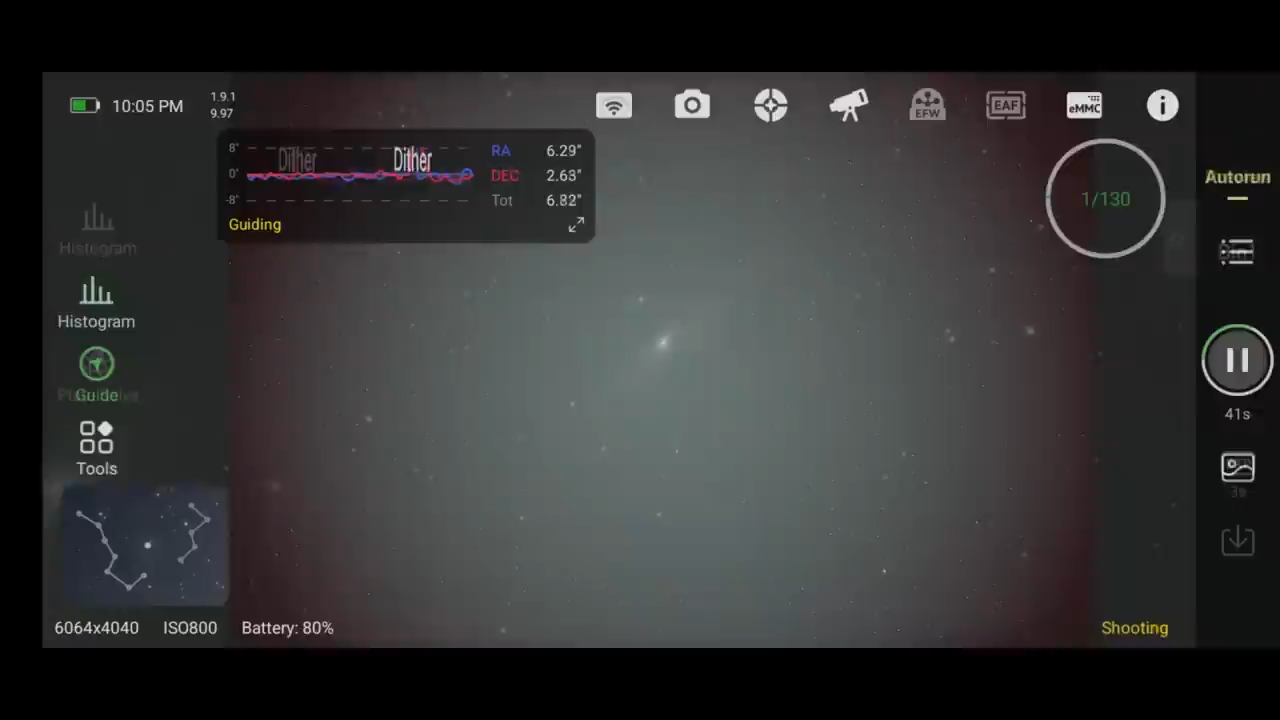 10:05 PM
1.9.1
9.97
EFW
EAF
eMMC
i
8"
Dither
Dither
RA
6.29"
0"
DEC
2.63"
-8"
Tot
6.82"
Guiding
1/130
Autorun
Histogram
Histogram
Guide
41s
Tools
3s
6064x4040
ISO800
Battery: 80%
Shooting